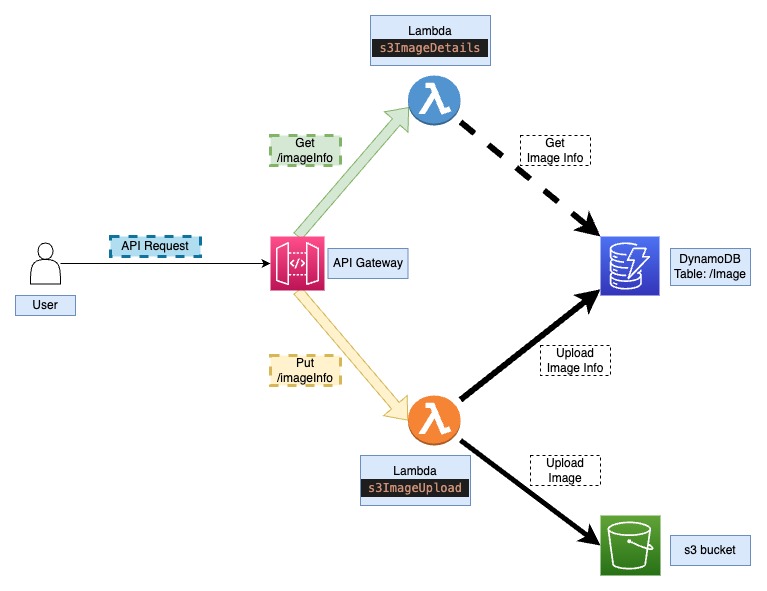 Lambda
s3ImageDetails
Get
/imageInfo
Get
Image Info
API Request
API Gateway
DynamoDB
Table: /Image
User
Put
/imageInfo
Upload
Image Info
Lambda
s3ImageUpload
Upload
Image
s3 bucket